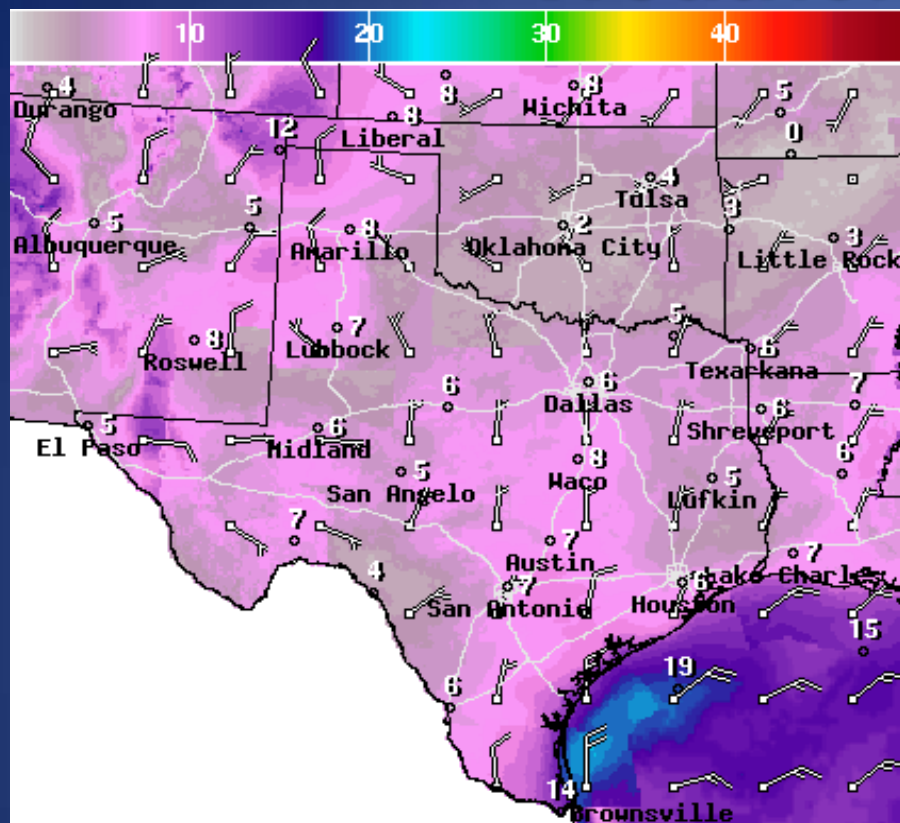 10 20 30 40
4
Durango
8
8
Wichita
5
12
8
Liberal
0
4
Tulsa
5
Albuquerque
5
8
Amarillo
2
Oklahoma City
3
3
Little Rock
8
Roswell
7
Lubbock
5
6
Texarkana
5
El Paso
6
Midland
6
6
Dallas
6
Shreveport
7
5
San Angelo
8
Waco
5
Lufkin
6
7
7
Austin
7
Lake Charles
4
7
San Antonio
6
Houston
15
6
19
14
Brownsville